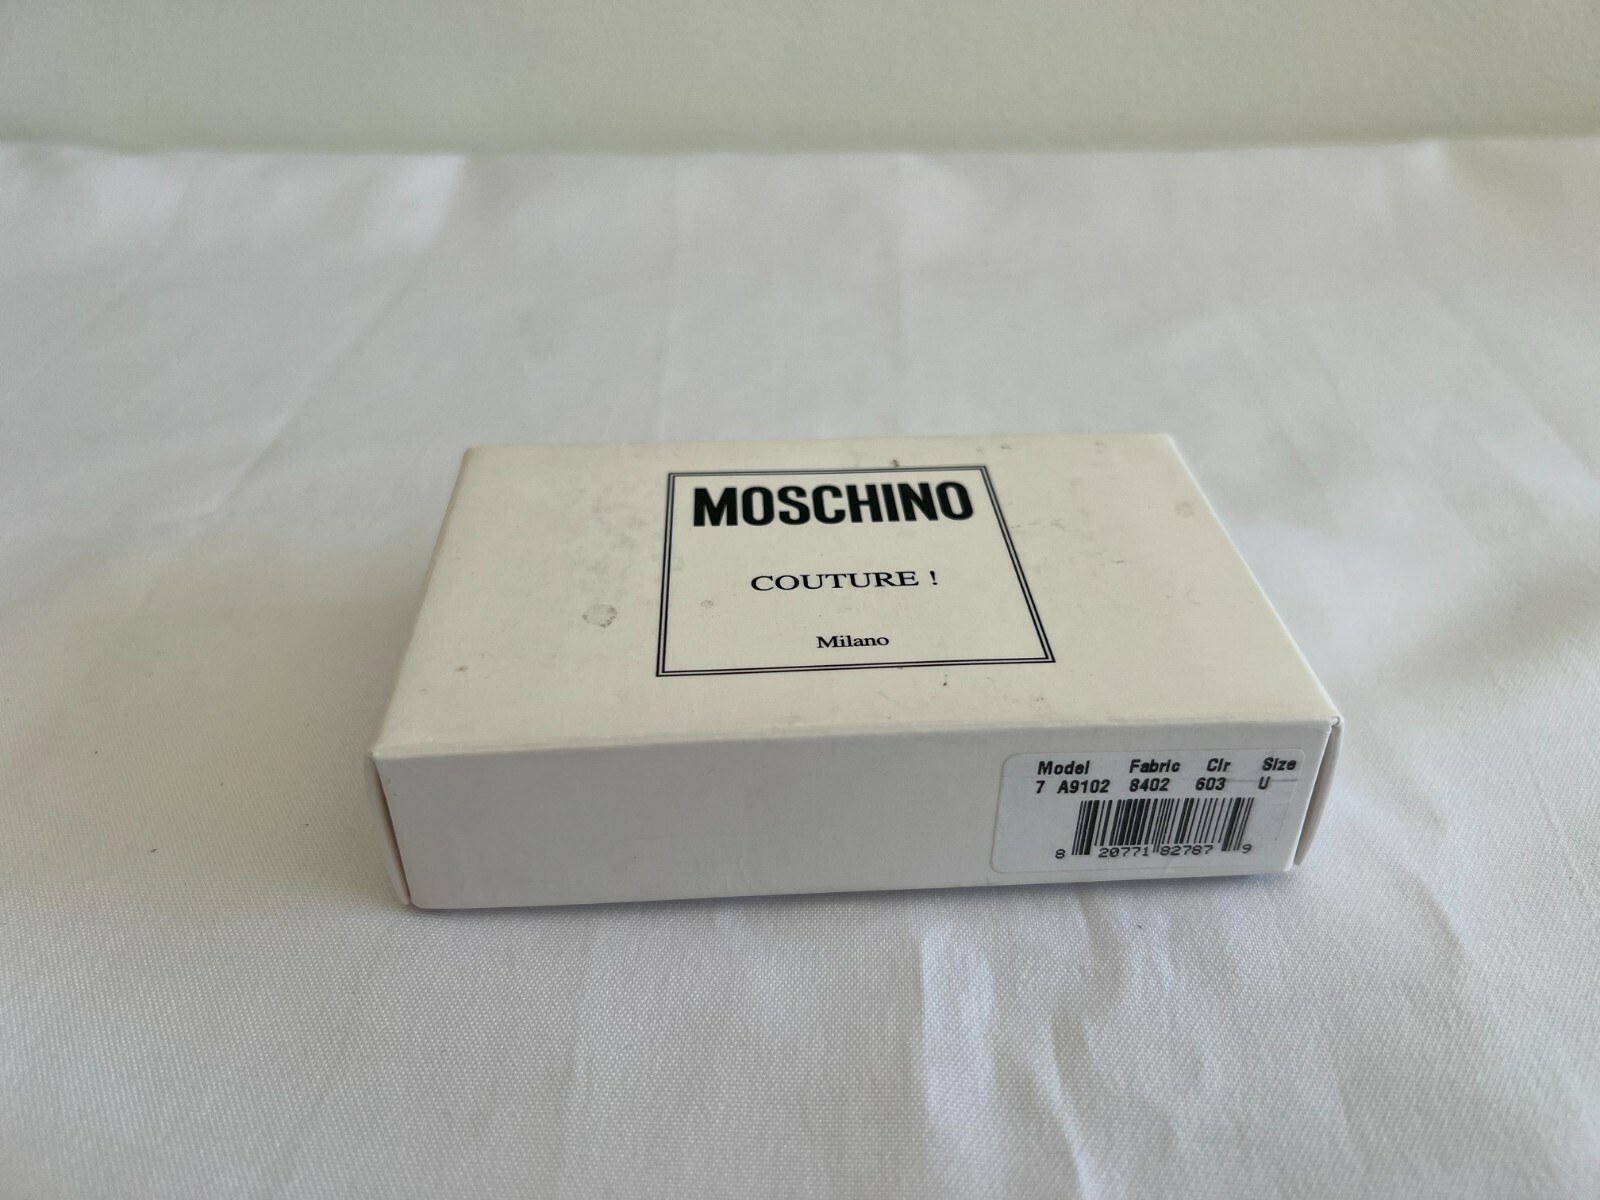 MOSCHINO
COUTURE !
Milano
Model Fabric Clr Size
7 A9102 8402 603 U
8 20771 82787 9